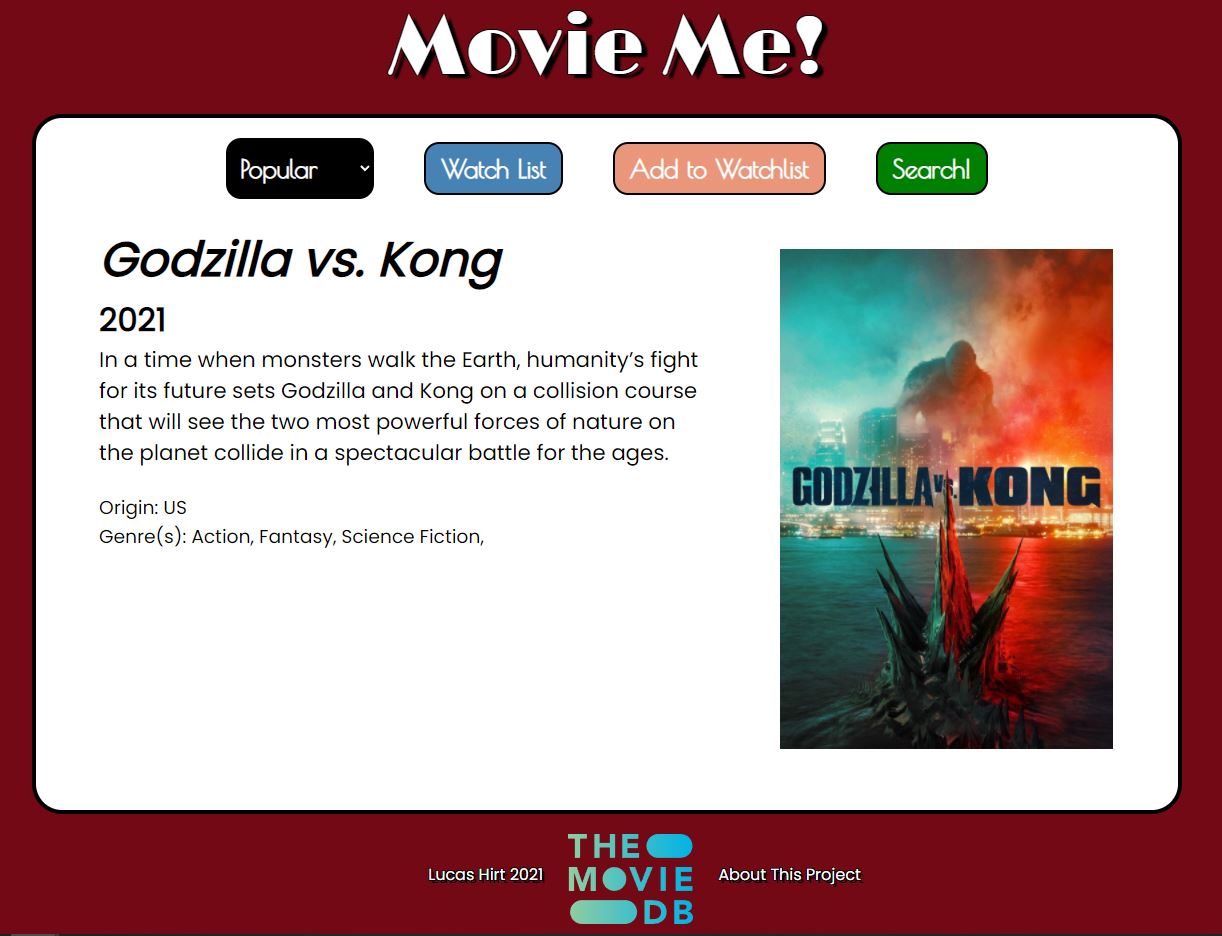 Movie Me!
Popular
Watch List
Add to Watchlist
Search!
Godzilla vs. Kong
2021
In a time when monsters walk the Earth, humanity’s fight
for its future sets Godzilla and Kong on a collision course
that will see the two most powerful forces of nature on
the planet collide in a spectacular battle for the ages.
Origin: US
Genre(s): Action, Fantasy, Science Fiction,
GODZILLA VS. KONG
Lucas Hirt 2021
THE
MOVIE
DB
About This Project